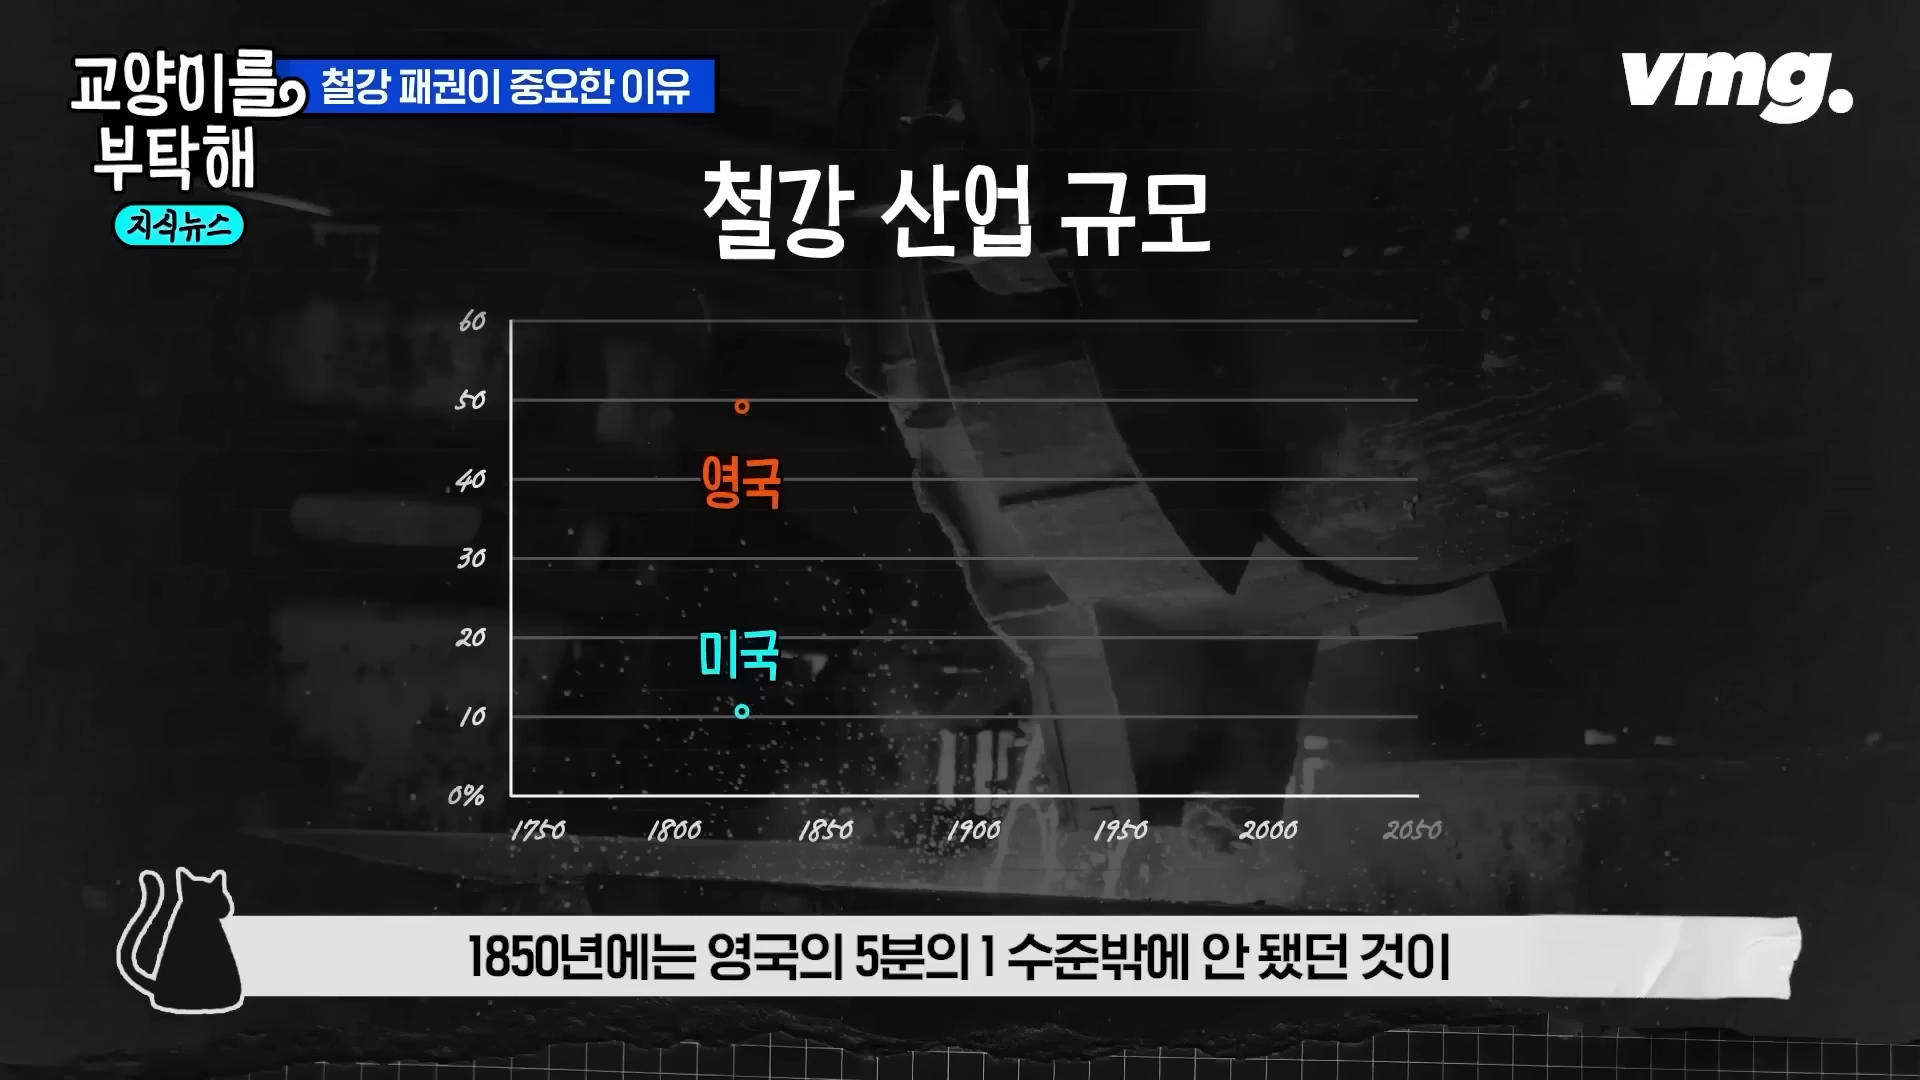 교양이를
부탁해
지식뉴스
철강 패권이 중요한 이유
vmg.
철강 산업 규모
60
50
40
30
20
10
0%
영국
미국
1750 1800 1850 1900 1950 2000 2050
1850년에는 영국의 5분의 1 수준밖에 안 됐던 것이